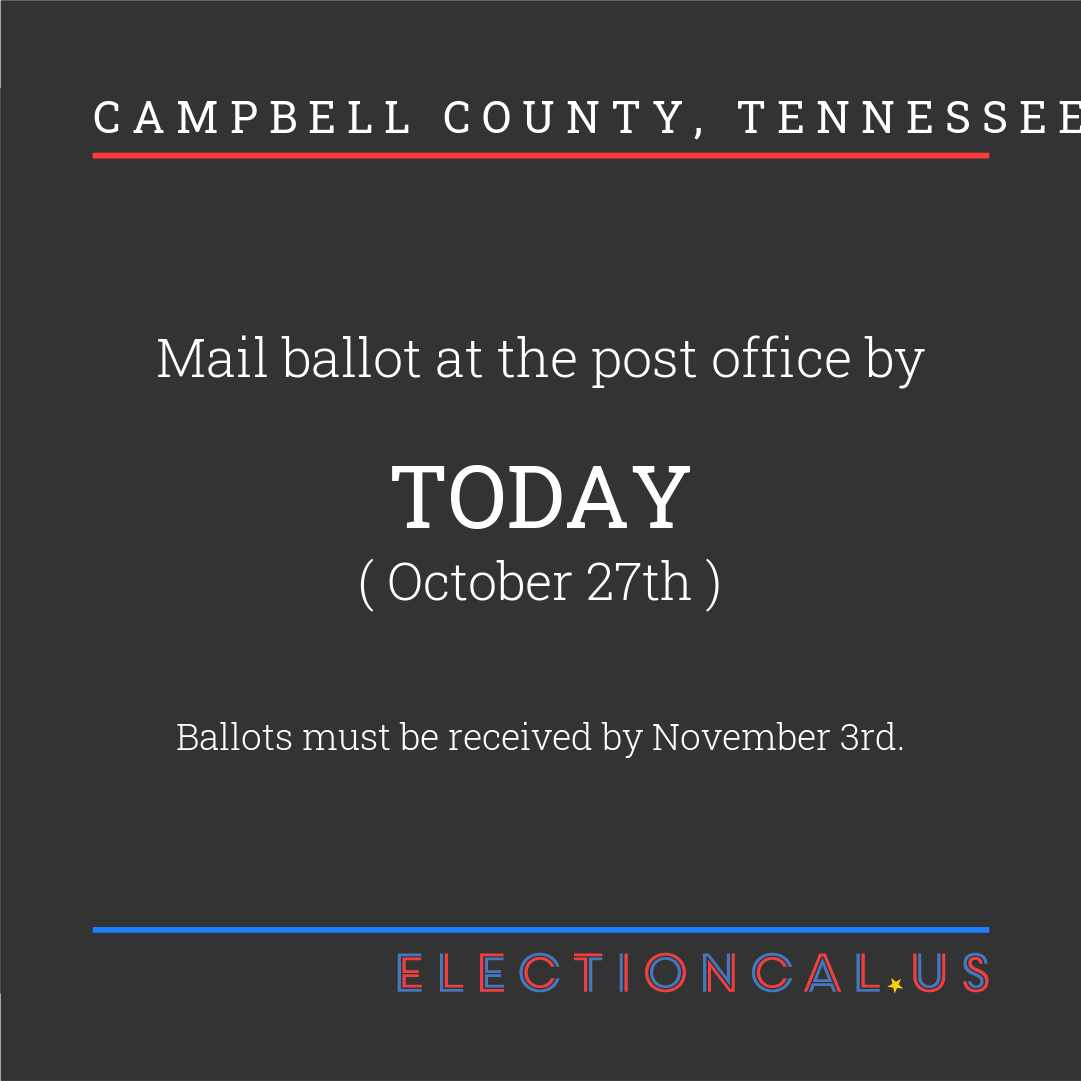 CAMPBELL COUNTY, TENNESSEE
Mail ballot at the post office by
TODAY
( October 27th )
Ballots must be received by November 3rd.
ELECTIONCAL.US